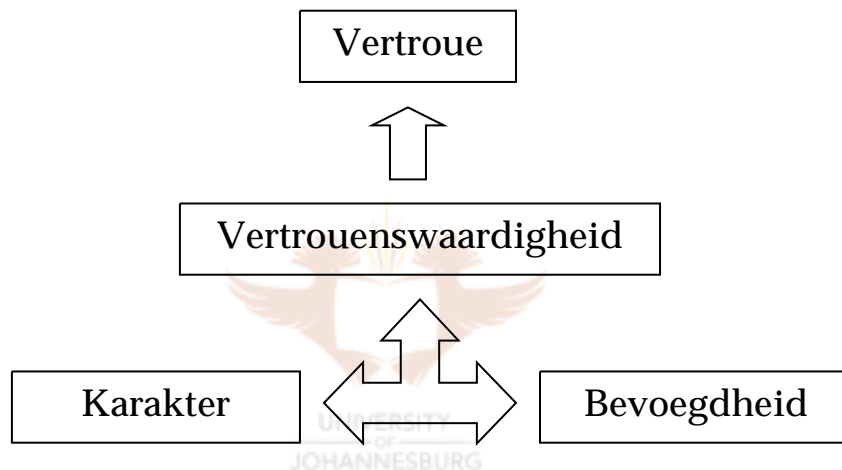 Vertroue
Vertrouenswaardigheid
Karakter
Bevoegdheid
UNIVERSITY
OF
JOHANNESBURG